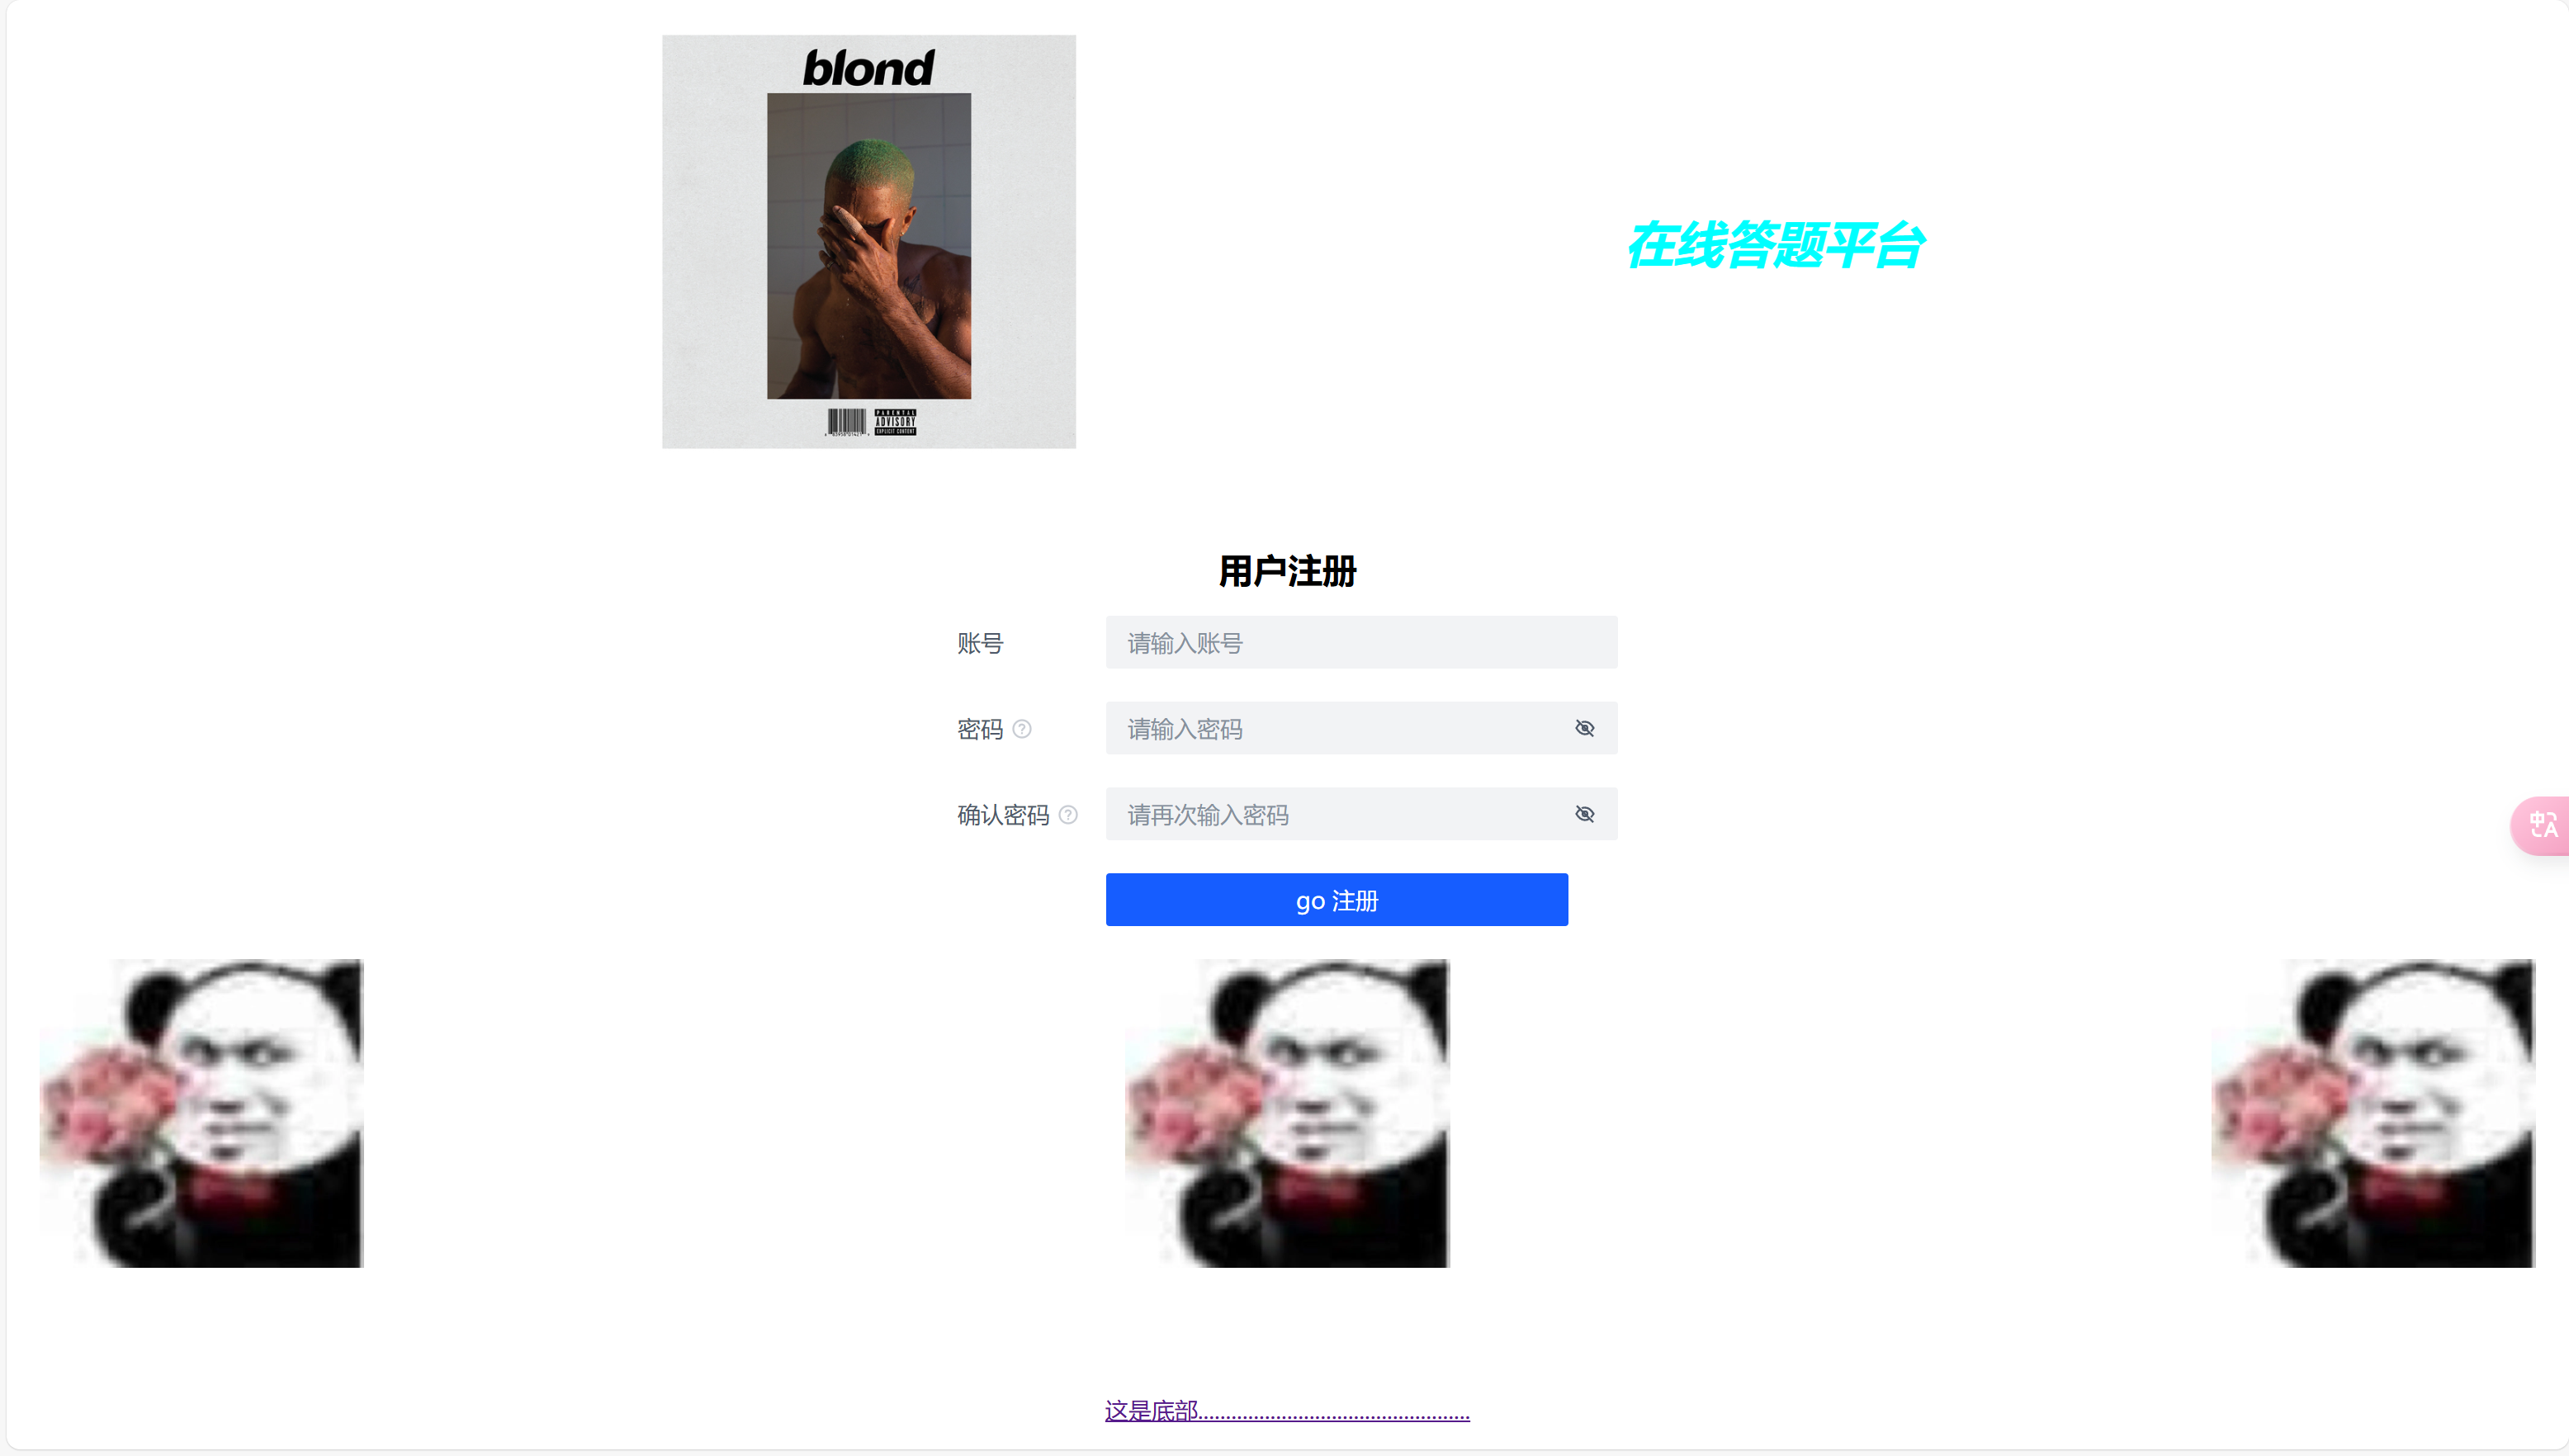 blond
PARENTAL
ADVISORY
EXPLICIT CONTENT
在线答题平台
用户注册
账号
请输入账号
密码
请输入密码
确认密码
请再次输入密码
go 注册
中A
这是底部.................................................